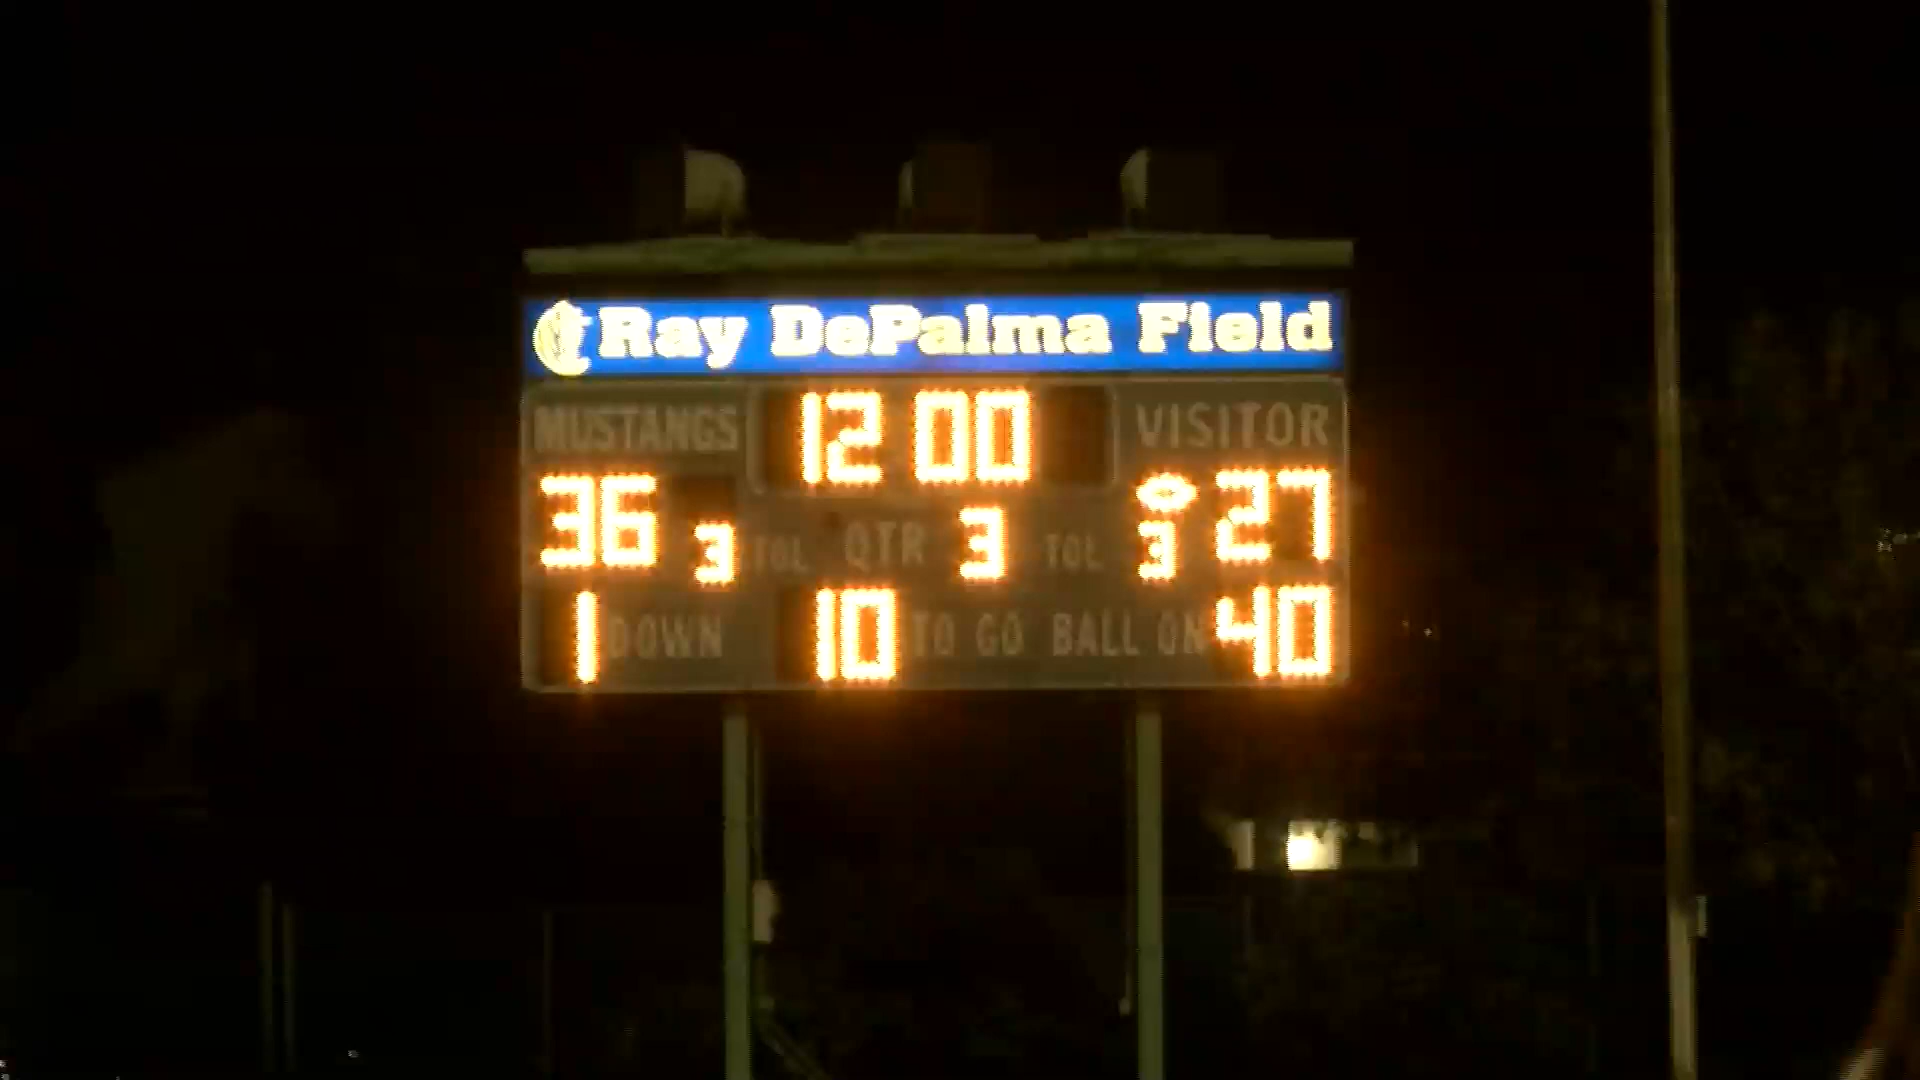 Ray DePalma Field
MUSTANGS 12 00 VISITOR
36 3 TOL QTR 3 TOL 3 27
1 DOWN 10 TO GO BALL ON 40